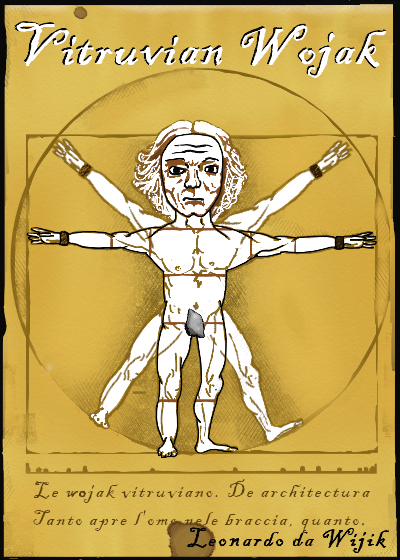 Vitruvian Wojak
Le wojak vitruviano. De architectura
Tanto apre l'omo nele braccia, quanto.
Leonardo da Wijik